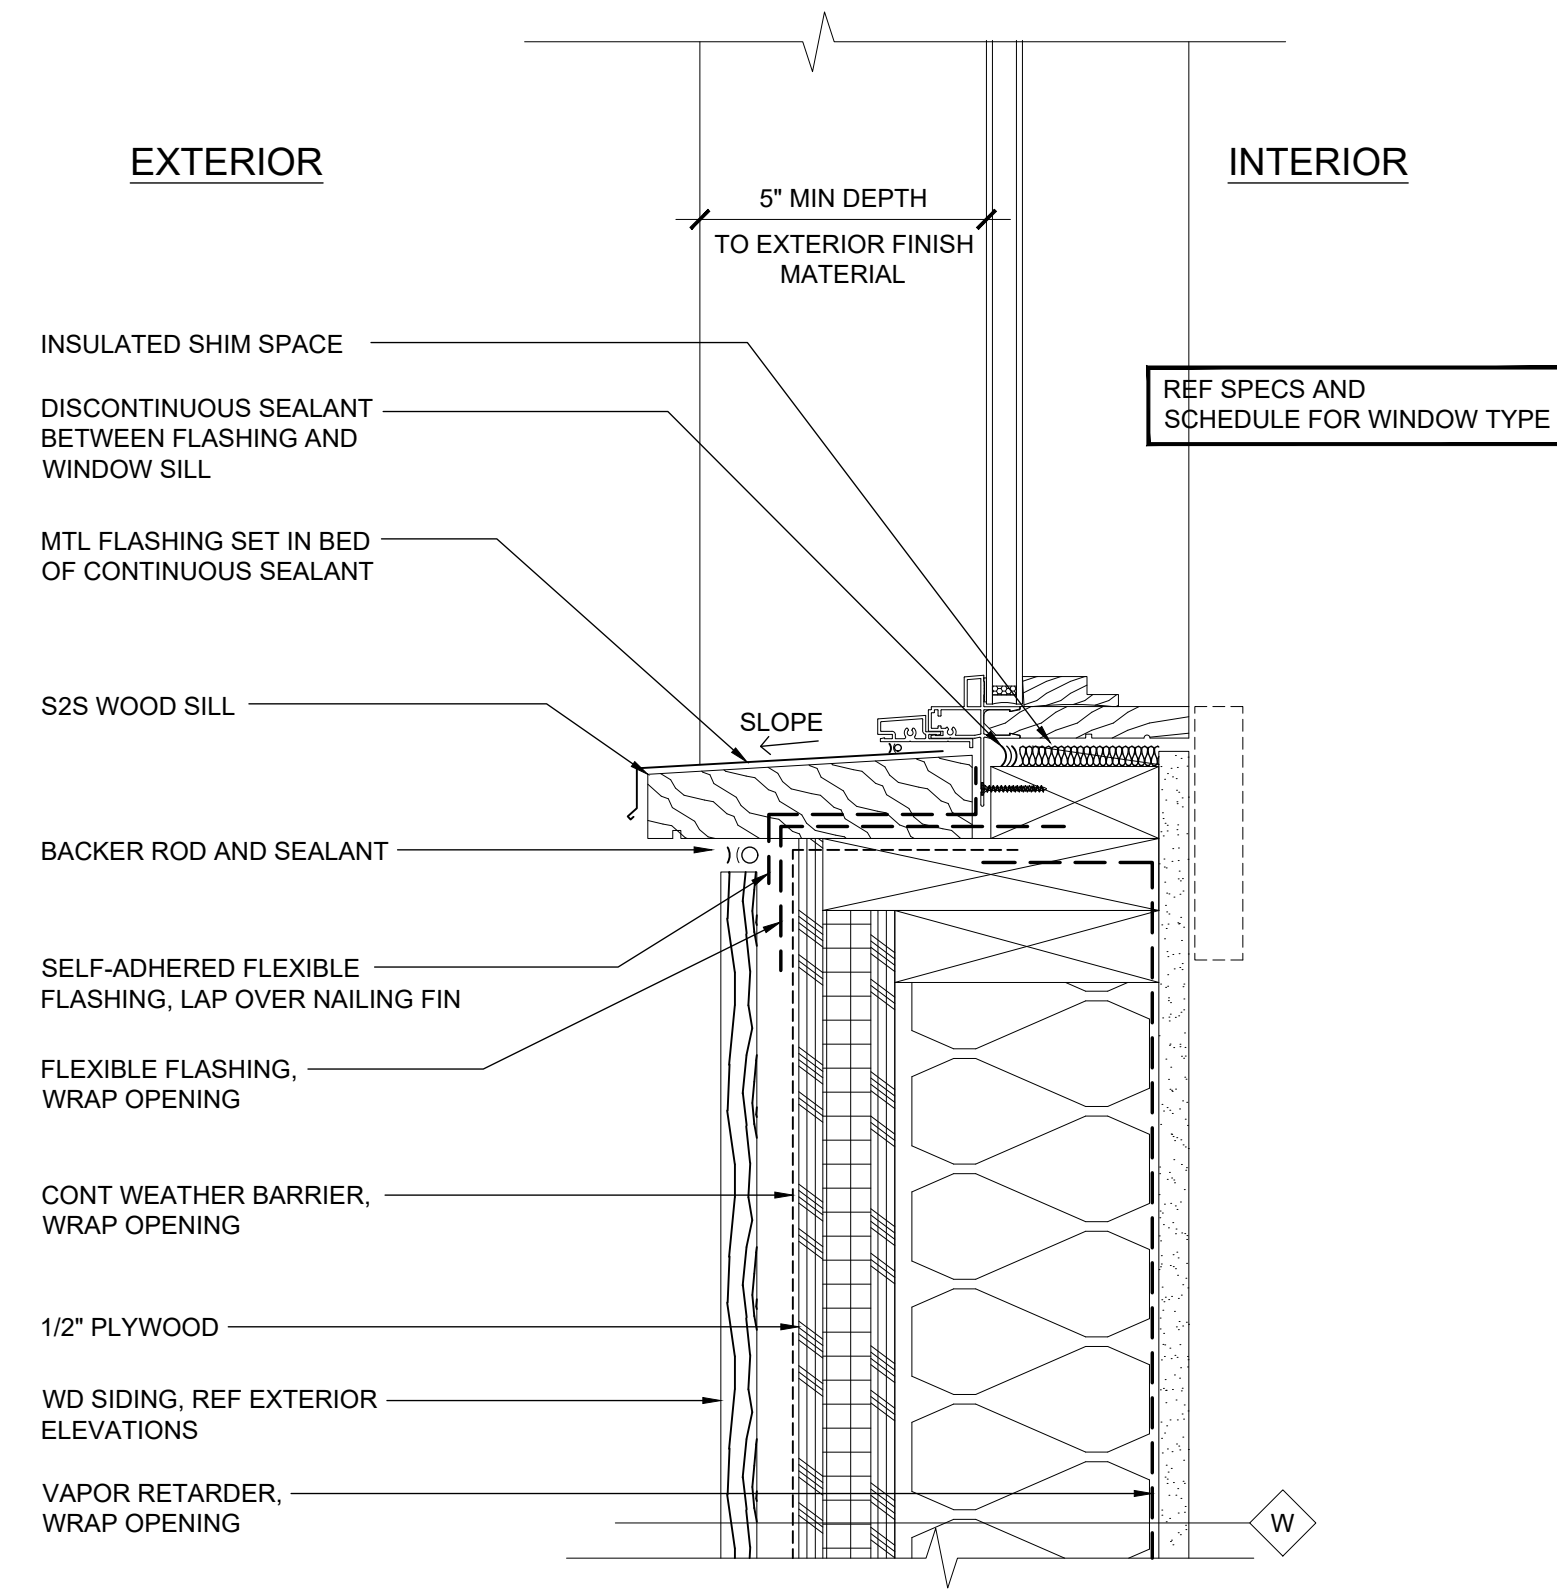 EXTERIOR
INTERIOR
5" MIN DEPTH
TO EXTERIOR FINISH
MATERIAL
INSULATED SHIM SPACE
REF SPECS AND
SCHEDULE FOR WINDOW TYPE
DISCONTINUOUS SEALANT
BETWEEN FLASHING AND
WINDOW SILL
MTL FLASHING SET IN BED
OF CONTINUOUS SEALANT
S2S WOOD SILL
SLOPE
BACKER ROD AND SEALANT
SELF-ADHERED FLEXIBLE
FLASHING, LAP OVER NAILING FIN
FLEXIBLE FLASHING,
WRAP OPENING
CONT WEATHER BARRIER,
WRAP OPENING
1/2" PLYWOOD
WD SIDING, REF EXTERIOR
ELEVATIONS
VAPOR RETARDER,
WRAP OPENING
W